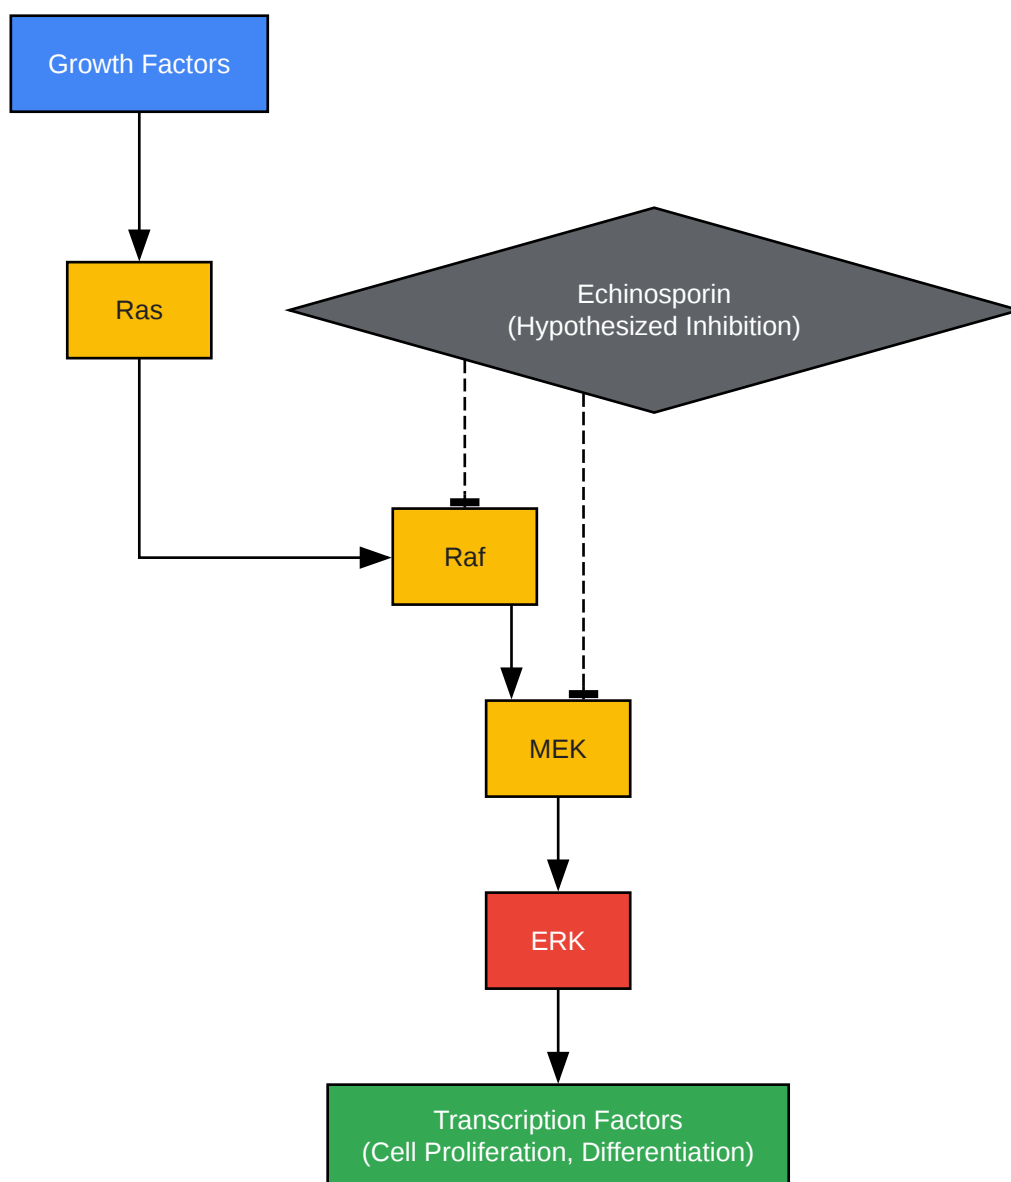 Growth Factors
Ras
Echinosporin
(Hypothesized Inhibition)
Raf
MEK
ERK
Transcription Factors
(Cell Proliferation, Differentiation)